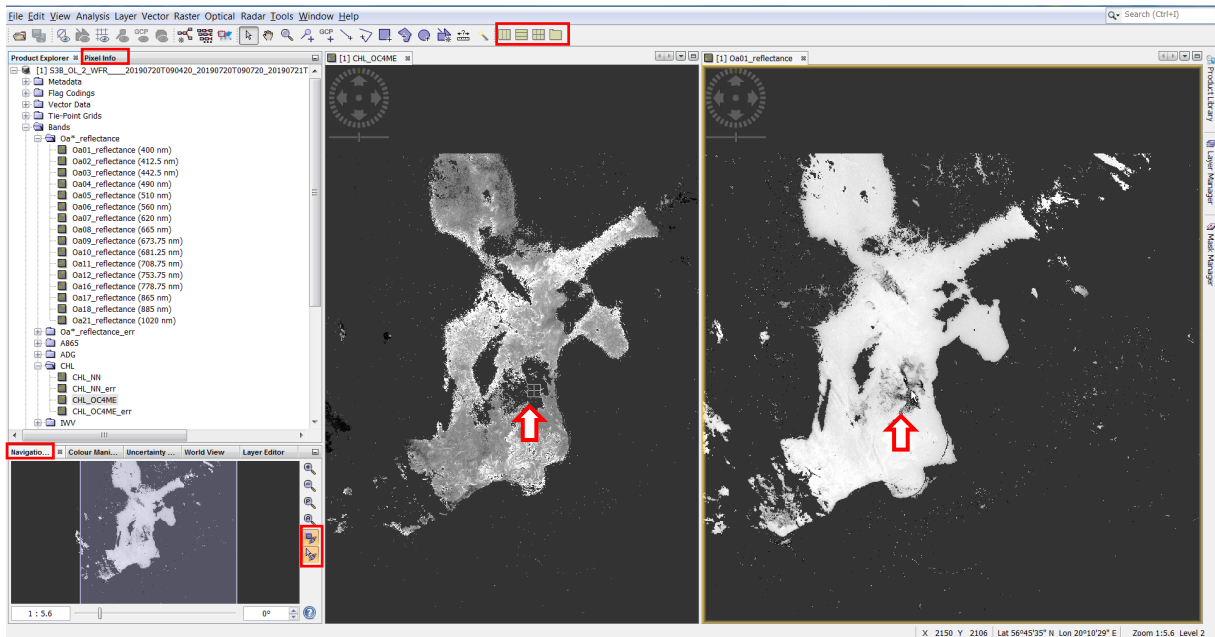 File Edit View Analysis Layer Vector Raster Optical Radar Tools Window Help
Search (Ctrl+I)
GCP
GCP
Product Explorer
Pixel Info
[1] CHL_OC4ME
[1] Oa01_reflectance
[1] S3B_OL_2_WFR____20190720T090420_20190720T090720_20190721T
Metadata
Flag Codings
Vector Data
Tie-Point Grids
Bands
Oa*_reflectance
Oa01_reflectance (400 nm)
Oa02_reflectance (412.5 nm)
Oa03_reflectance (442.5 nm)
Oa04_reflectance (490 nm)
Oa05_reflectance (510 nm)
Oa06_reflectance (560 nm)
Oa07_reflectance (620 nm)
Oa08_reflectance (665 nm)
Oa09_reflectance (673.75 nm)
Oa10_reflectance (681.25 nm)
Oa11_reflectance (708.75 nm)
Oa12_reflectance (753.75 nm)
Oa16_reflectance (778.75 nm)
Oa17_reflectance (865 nm)
Oa18_reflectance (885 nm)
Oa21_reflectance (1020 nm)
Oa*_reflectance_err
A865
ADG
CHL
CHL_NN
CHL_NN_err
CHL_OC4ME
CHL_OC4ME_err
IWV
Product Library
Layer Manager
Mask Manager
Navigatio...
Colour Mani...
Uncertainty ...
World View
Layer Editor
1 : 5.6
0°
X 2150 Y 2106 Lat 56°45'35" N Lon 20°10'29" E Zoom 1:5.6 Level 2